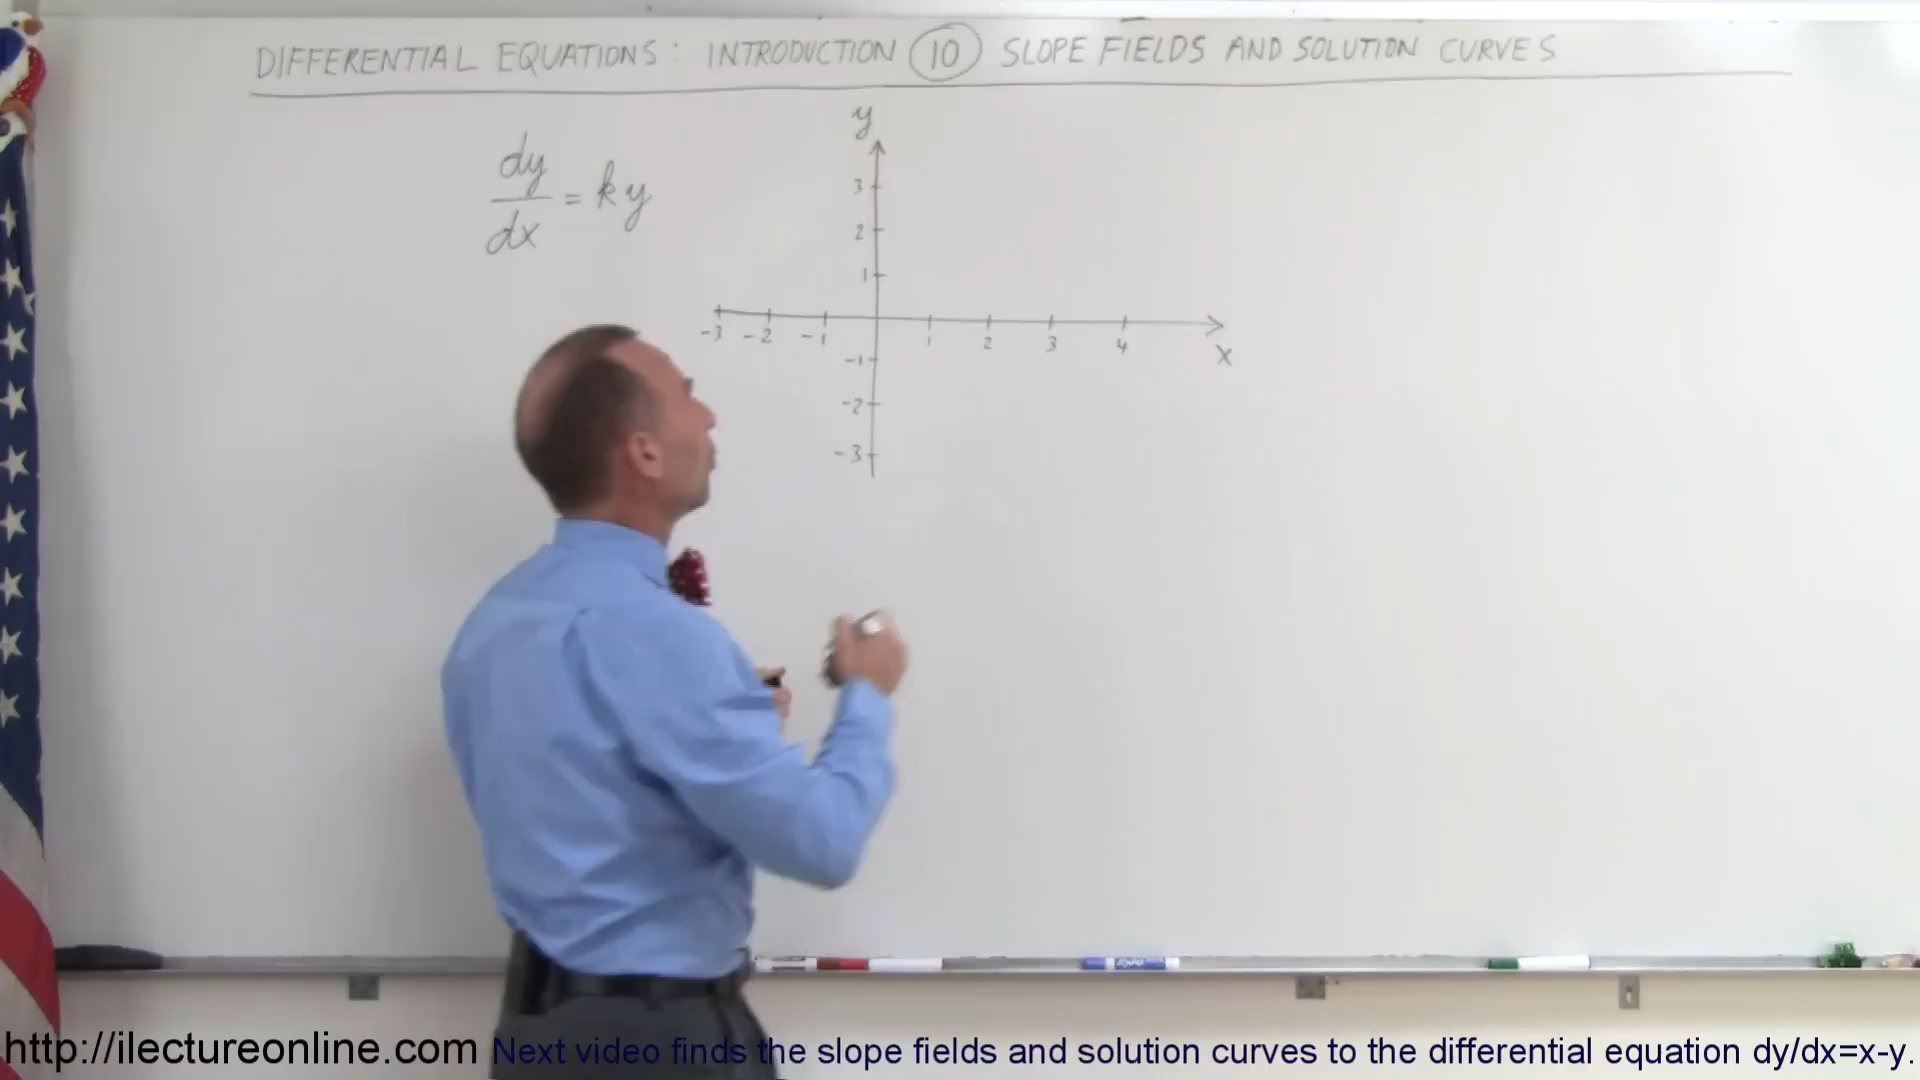 DIFFERENTIAL EQUATIONS: INTRODUCTION 10 SLOPE FIELDS AND SOLUTION CURVES
dy/dx = ky
y
3
2
1
-3 -2 -1 1 2 3 4
x
-1
-2
-3
EXPO
http://ilectureonline.com Next video finds the slope fields and solution curves to the differential equation dy/dx=x-y.